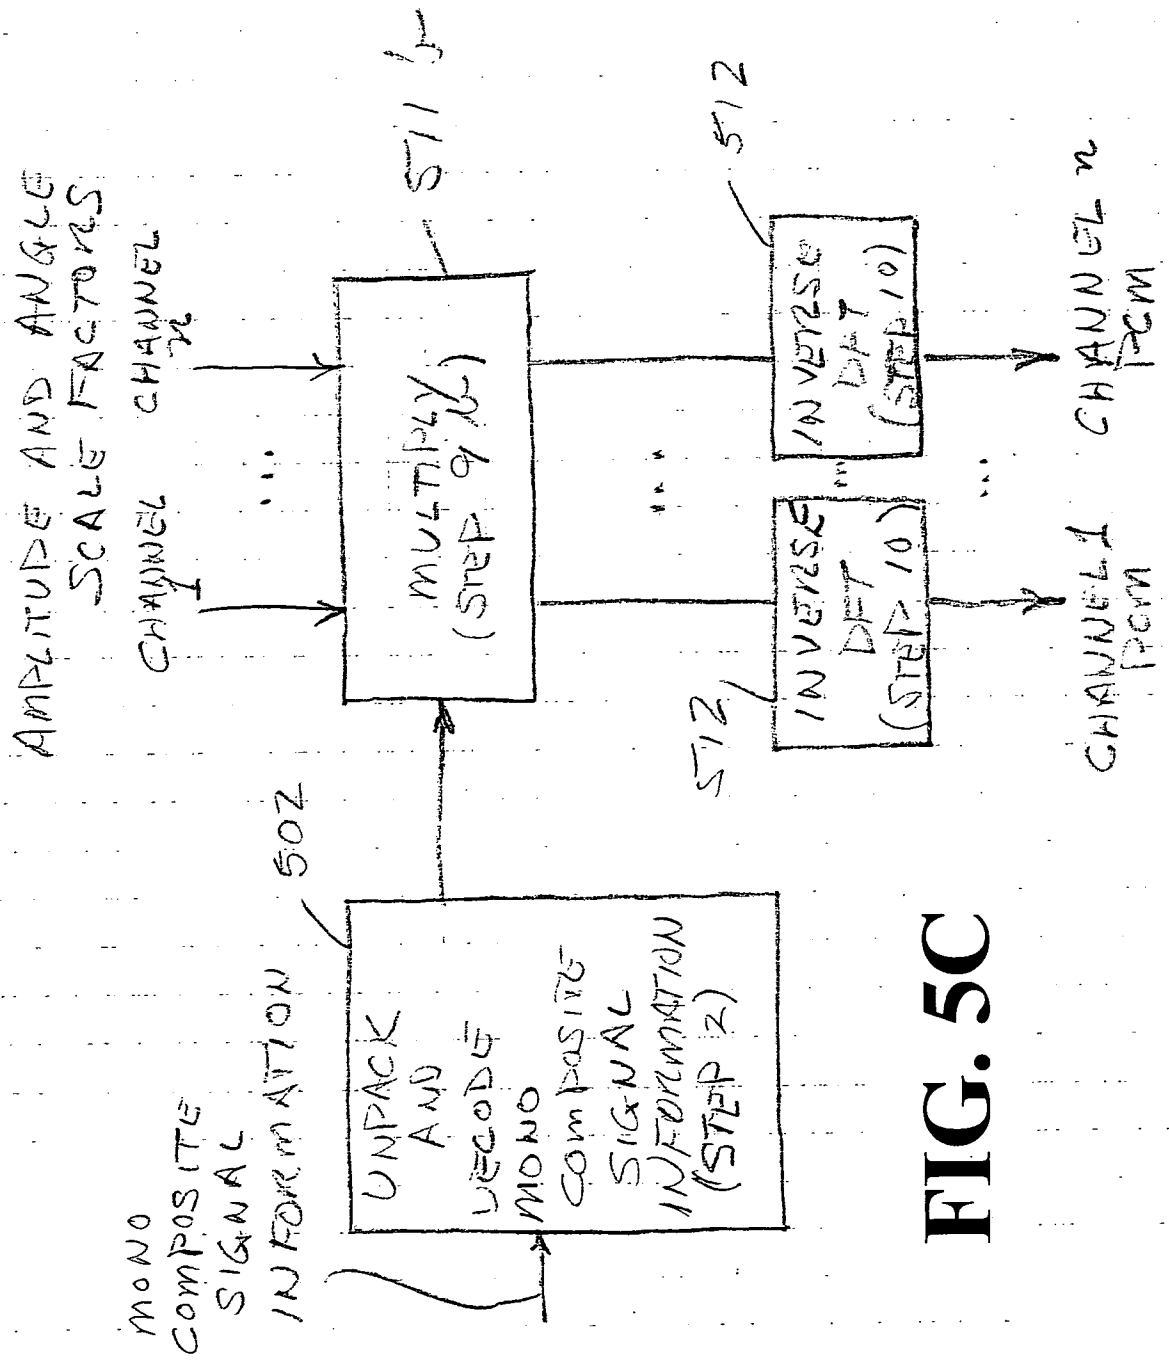 AMPLITUDE AND ANGLE
SCALE FACTORS
CHANNEL
1
...
CHANNEL
n
MONO
COMPOSITE
SIGNAL
INFORMATION
502
UNPACK
AND
DECODE
MONO
COMPOSITE
SIGNAL
INFORMATION
(STEP 2)
511
MULTIPLY
(STEP 9
...
512
INVERSE
DFT
(STEP 10)
...
512
INVERSE
DFT
(STEP 10)
CHANNEL 1
PCM
...
CHANNEL n
PCM
FIG. 5C